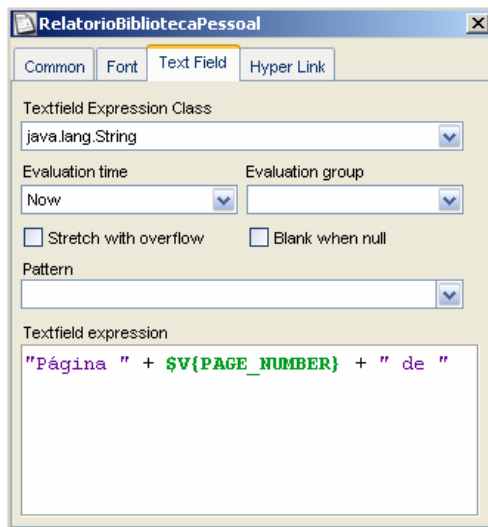 RelatorioBibliotecaPessoal
Common Font Text Field Hyper Link
Textfield Expression Class
java.lang.String
Evaluation time Evaluation group
Now
Stretch with overflow Blank when null
Pattern
Textfield expression
"Página " + $V{PAGE_NUMBER} + " de "